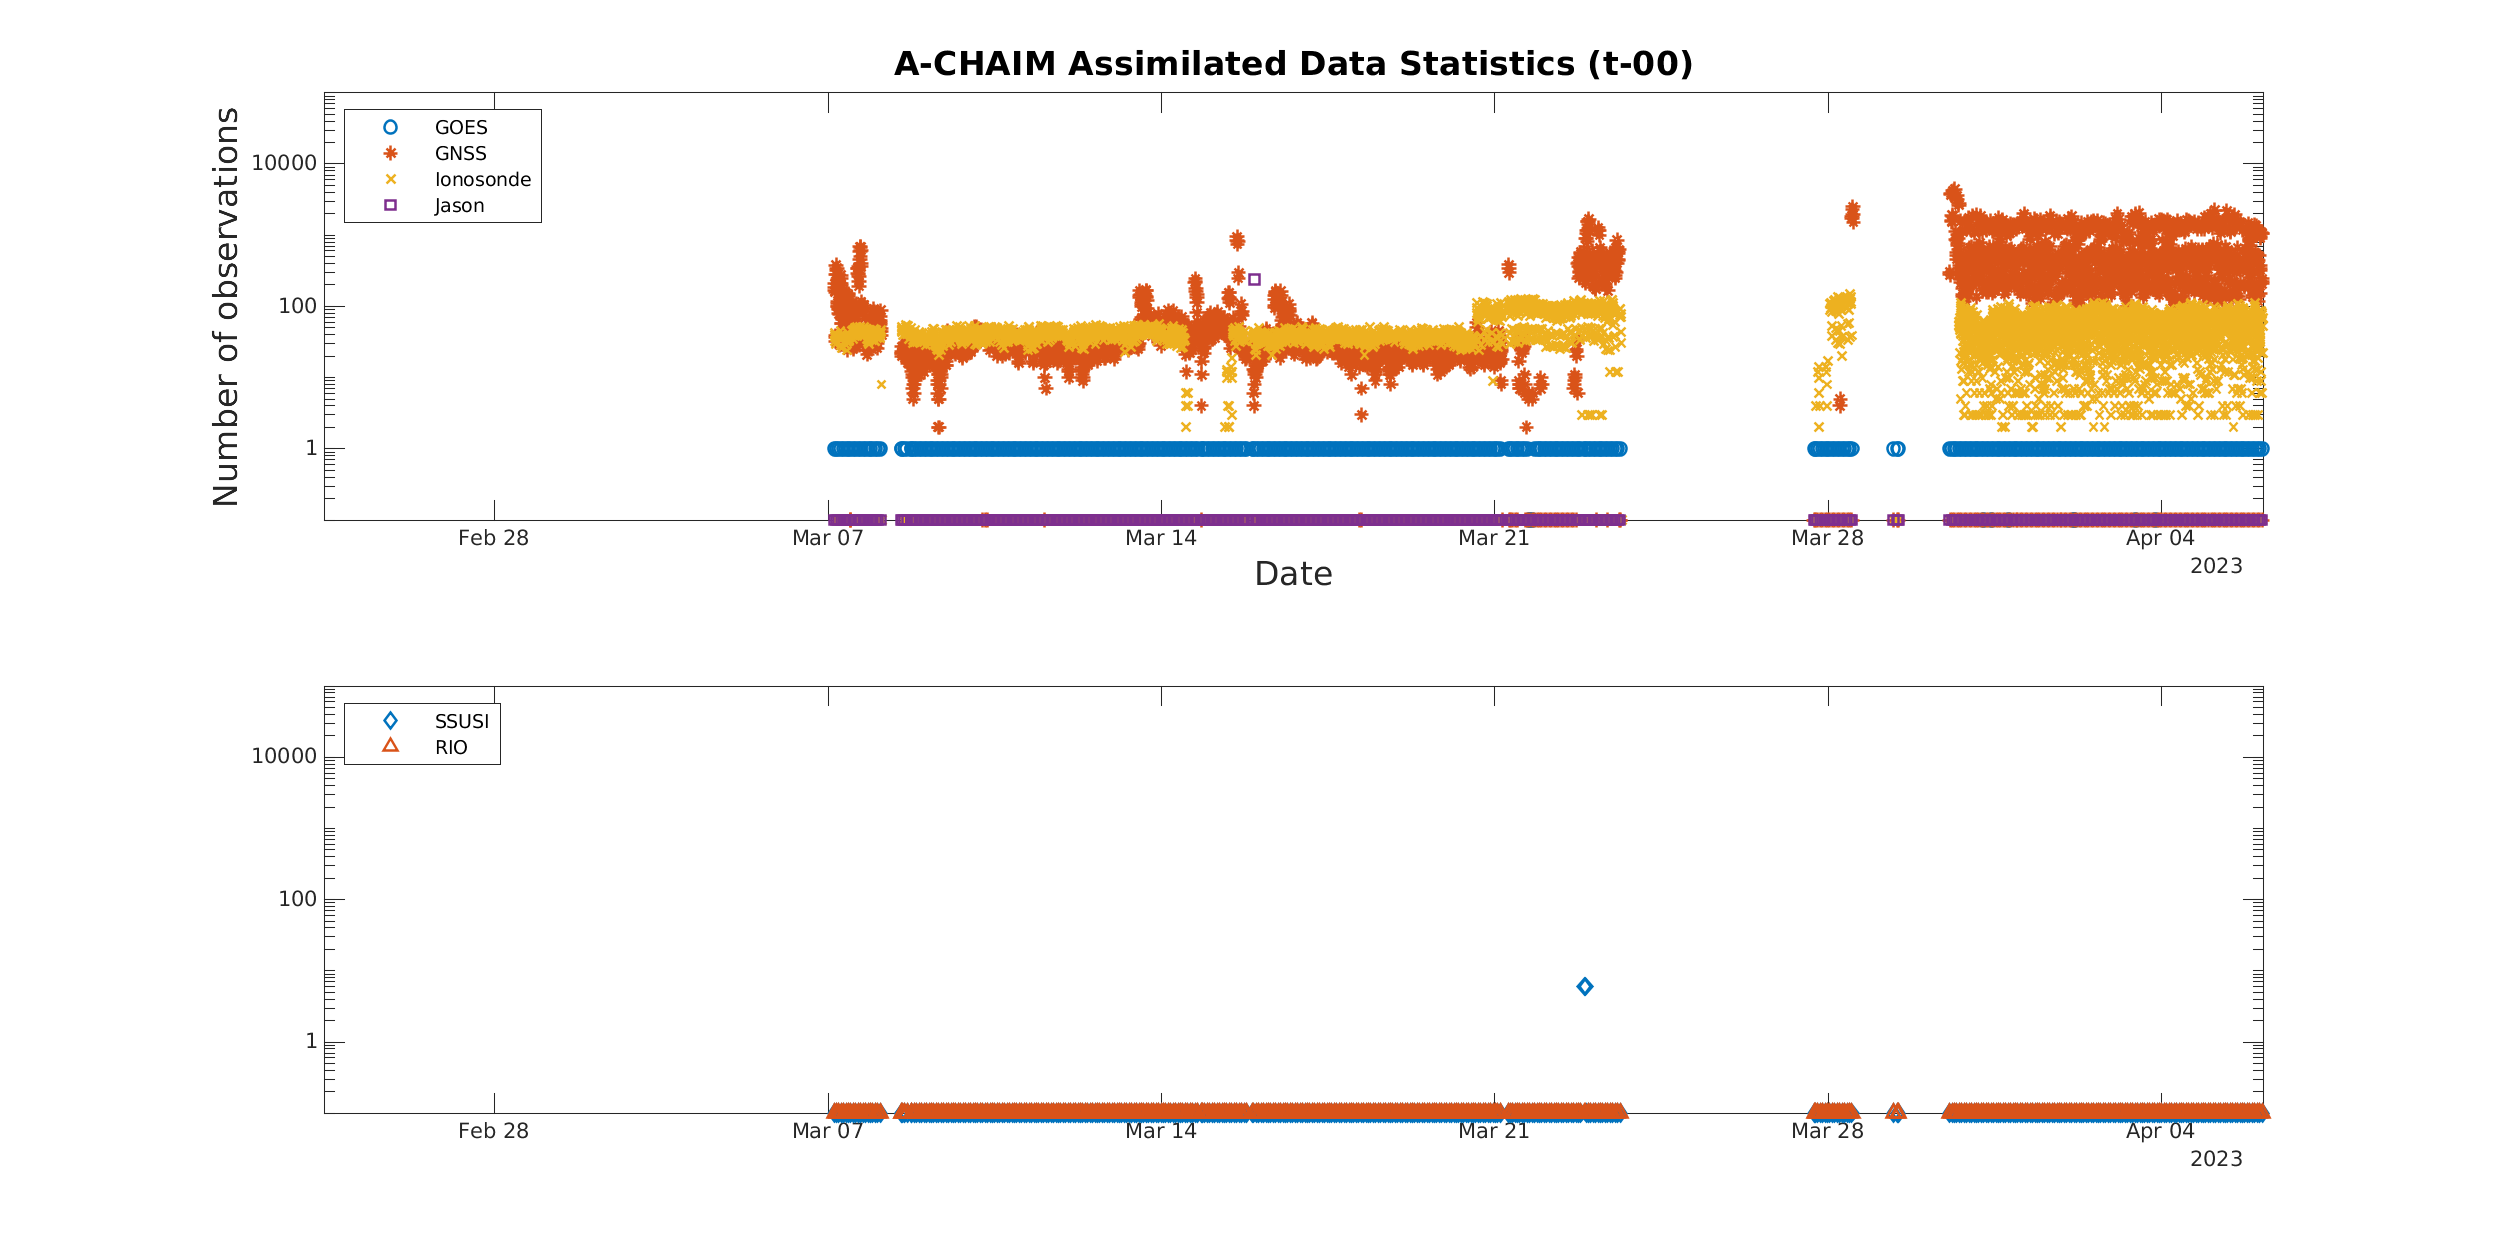 A-CHAIM Assimilated Data Statistics (t-00)
Number of observations
GOES
GNSS
Ionosonde
Jason
10000
100
1
Feb 28 Mar 07 Mar 14 Mar 21 Mar 28 Apr 04
2023
Date
SSUSI
RIO
10000
100
1
Feb 28 Mar 07 Mar 14 Mar 21 Mar 28 Apr 04
2023